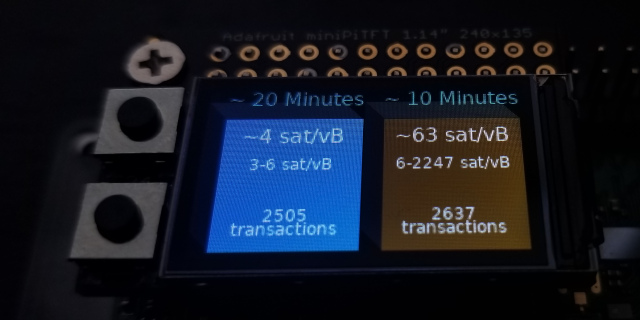 Adafruit miniPiTFT 1.14" 240x135
~ 20 Minutes
~4 sat/vB
3-6 sat/vB
2505
transactions
~ 10 Minutes
~63 sat/vB
6-2247 sat/vB
2637
transactions